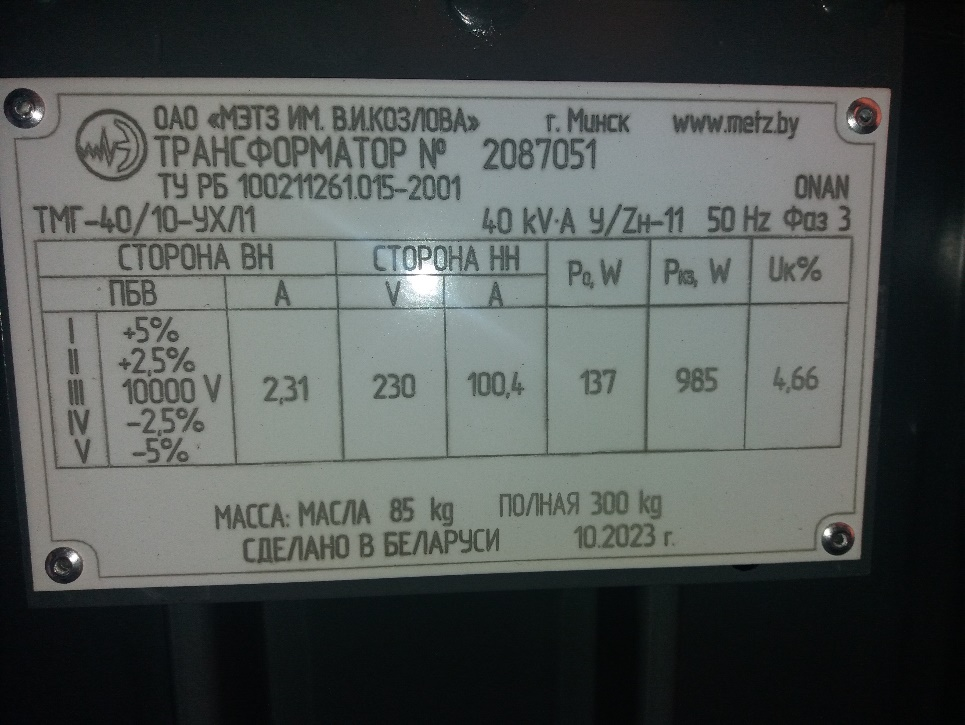 ОАО «МЭТЗ ИМ. В.И.КОЗЛОВА» г. Минск www.metz.by
ТРАНСФОРМАТОР № 2087051
ТУ РБ 100211261.015-2001 ONAN
ТМГ-40/10-УХЛ1 40 kV·A У/Zн-11 50 Hz Фаз 3
СТОРОНА ВН СТОРОНА НН P₀, W Pкз, W Uк%
ПБВ А V А
I +5%
II +2,5%
III 10000 V 2,31 230 100,4 137 985 4,66
IV -2,5%
V -5%
МАССА: МАСЛА 85 kg ПОЛНАЯ 300 kg
СДЕЛАНО В БЕЛАРУСИ 10.2023 г.